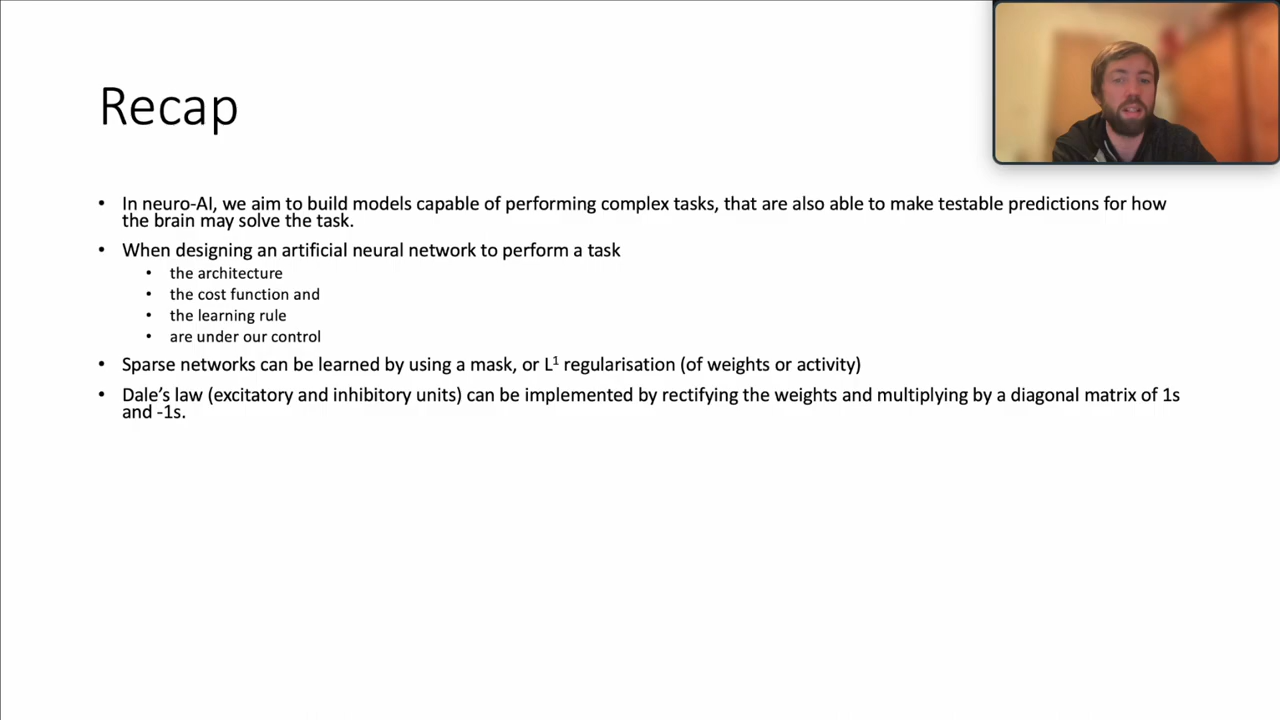 Recap
• In neuro-AI, we aim to build models capable of performing complex tasks, that are also able to make testable predictions for how
the brain may solve the task.
• When designing an artificial neural network to perform a task
• the architecture
• the cost function and
• the learning rule
• are under our control
• Sparse networks can be learned by using a mask, or L¹ regularisation (of weights or activity)
• Dale’s law (excitatory and inhibitory units) can be implemented by rectifying the weights and multiplying by a diagonal matrix of 1s
and -1s.